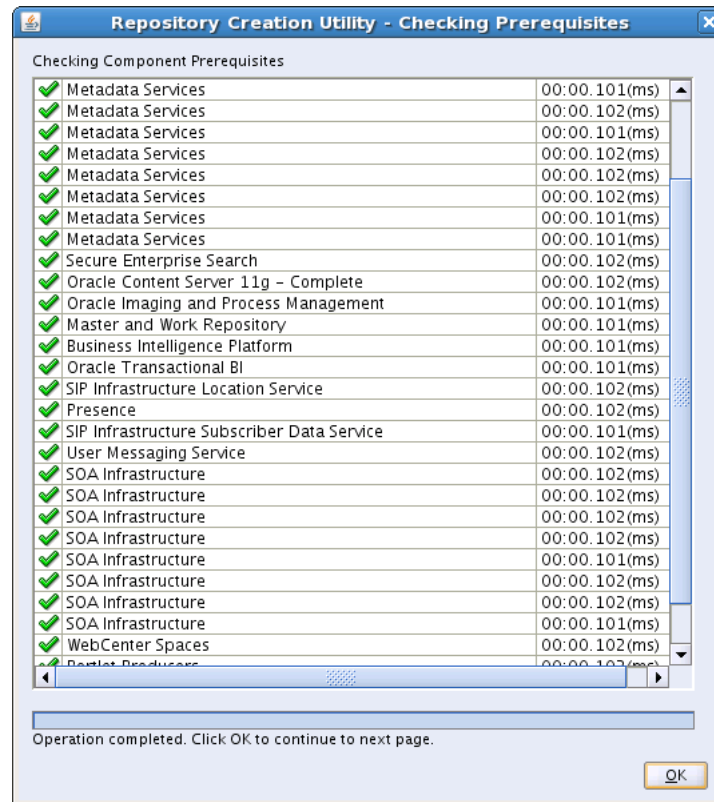 Repository Creation Utility - Checking Prerequisites
Checking Component Prerequisites
Metadata Services 00:00.101(ms)
Metadata Services 00:00.102(ms)
Metadata Services 00:00.101(ms)
Metadata Services 00:00.102(ms)
Metadata Services 00:00.102(ms)
Metadata Services 00:00.102(ms)
Metadata Services 00:00.101(ms)
Metadata Services 00:00.101(ms)
Secure Enterprise Search 00:00.102(ms)
Oracle Content Server 11g - Complete 00:00.102(ms)
Oracle Imaging and Process Management 00:00.101(ms)
Master and Work Repository 00:00.101(ms)
Business Intelligence Platform 00:00.101(ms)
Oracle Transactional BI 00:00.101(ms)
SIP Infrastructure Location Service 00:00.102(ms)
Presence 00:00.102(ms)
SIP Infrastructure Subscriber Data Service 00:00.101(ms)
User Messaging Service 00:00.102(ms)
SOA Infrastructure 00:00.102(ms)
SOA Infrastructure 00:00.102(ms)
SOA Infrastructure 00:00.102(ms)
SOA Infrastructure 00:00.102(ms)
SOA Infrastructure 00:00.101(ms)
SOA Infrastructure 00:00.102(ms)
SOA Infrastructure 00:00.102(ms)
SOA Infrastructure 00:00.101(ms)
WebCenter Spaces 00:00.102(ms)
Portlet Producers 00:00.102(ms)
Operation completed. Click OK to continue to next page.
OK